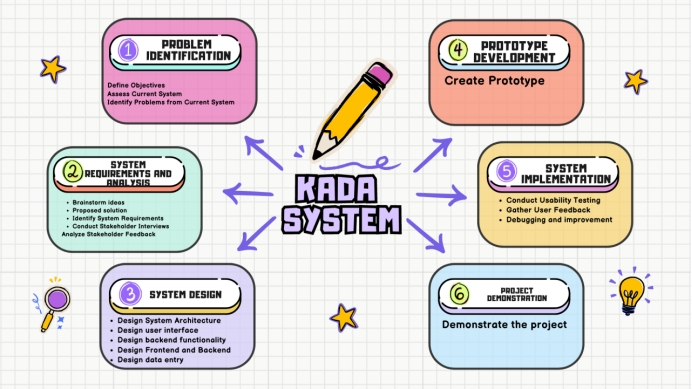 1
PROBLEM
IDENTIFICATION
Define Objectives
Assess Current System
Identify Problems from Current System
2
SYSTEM
REQUIREMENTS AND
ANALYSIS
Brainstorm ideas
Proposed solution
Identify System Requirements
Conduct Stakeholder Interviews
Analyze Stakeholder Feedback
3
SYSTEM DESIGN
Design System Architecture
Design user interface
Design backend functionality
Design Frontend and Backend
Design data entry
KADA
SYSTEM
4
PROTOTYPE
DEVELOPMENT
Create Prototype
5
SYSTEM
IMPLEMENTATION
Conduct Usability Testing
Gather User Feedback
Debugging and improvement
6
PROJECT
DEMONSTRATION
Demonstrate the project